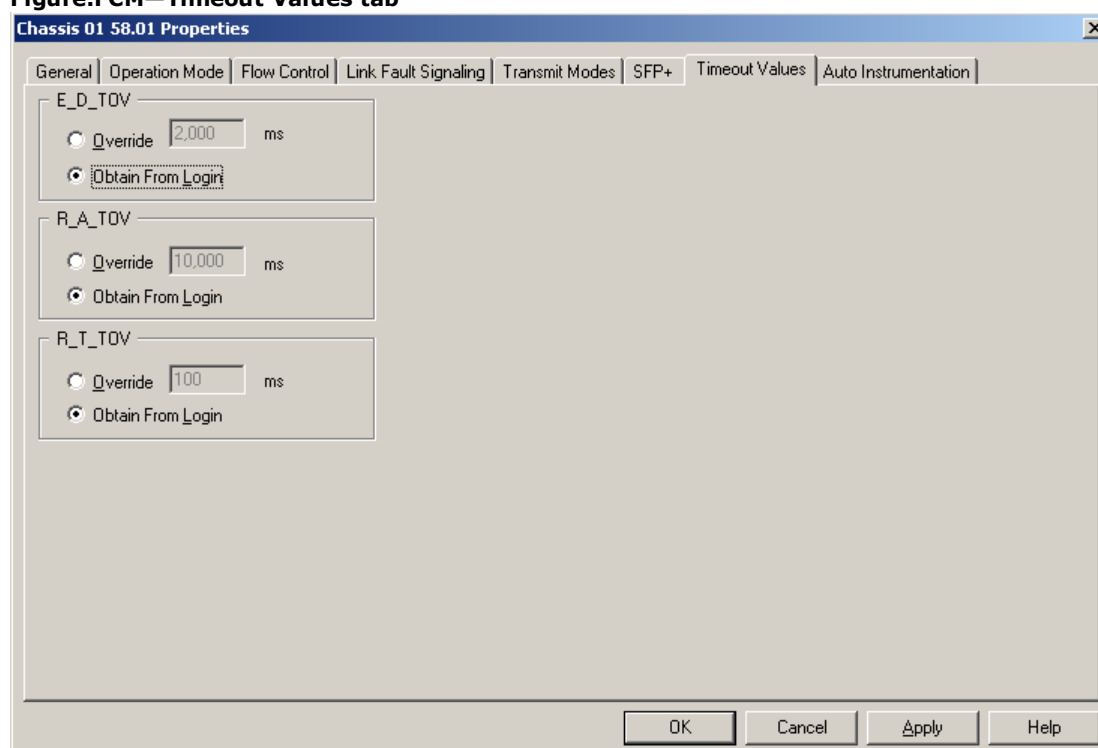 Figure:FCM—Timeout Values tab
Chassis 01 58.01 Properties
General Operation Mode Flow Control Link Fault Signaling Transmit Modes SFP+ Timeout Values Auto Instrumentation
E_D_TOV
Override 2,000 ms
Obtain From Login
R_A_TOV
Override 10,000 ms
Obtain From Login
R_T_TOV
Override 100 ms
Obtain From Login
OK Cancel Apply Help